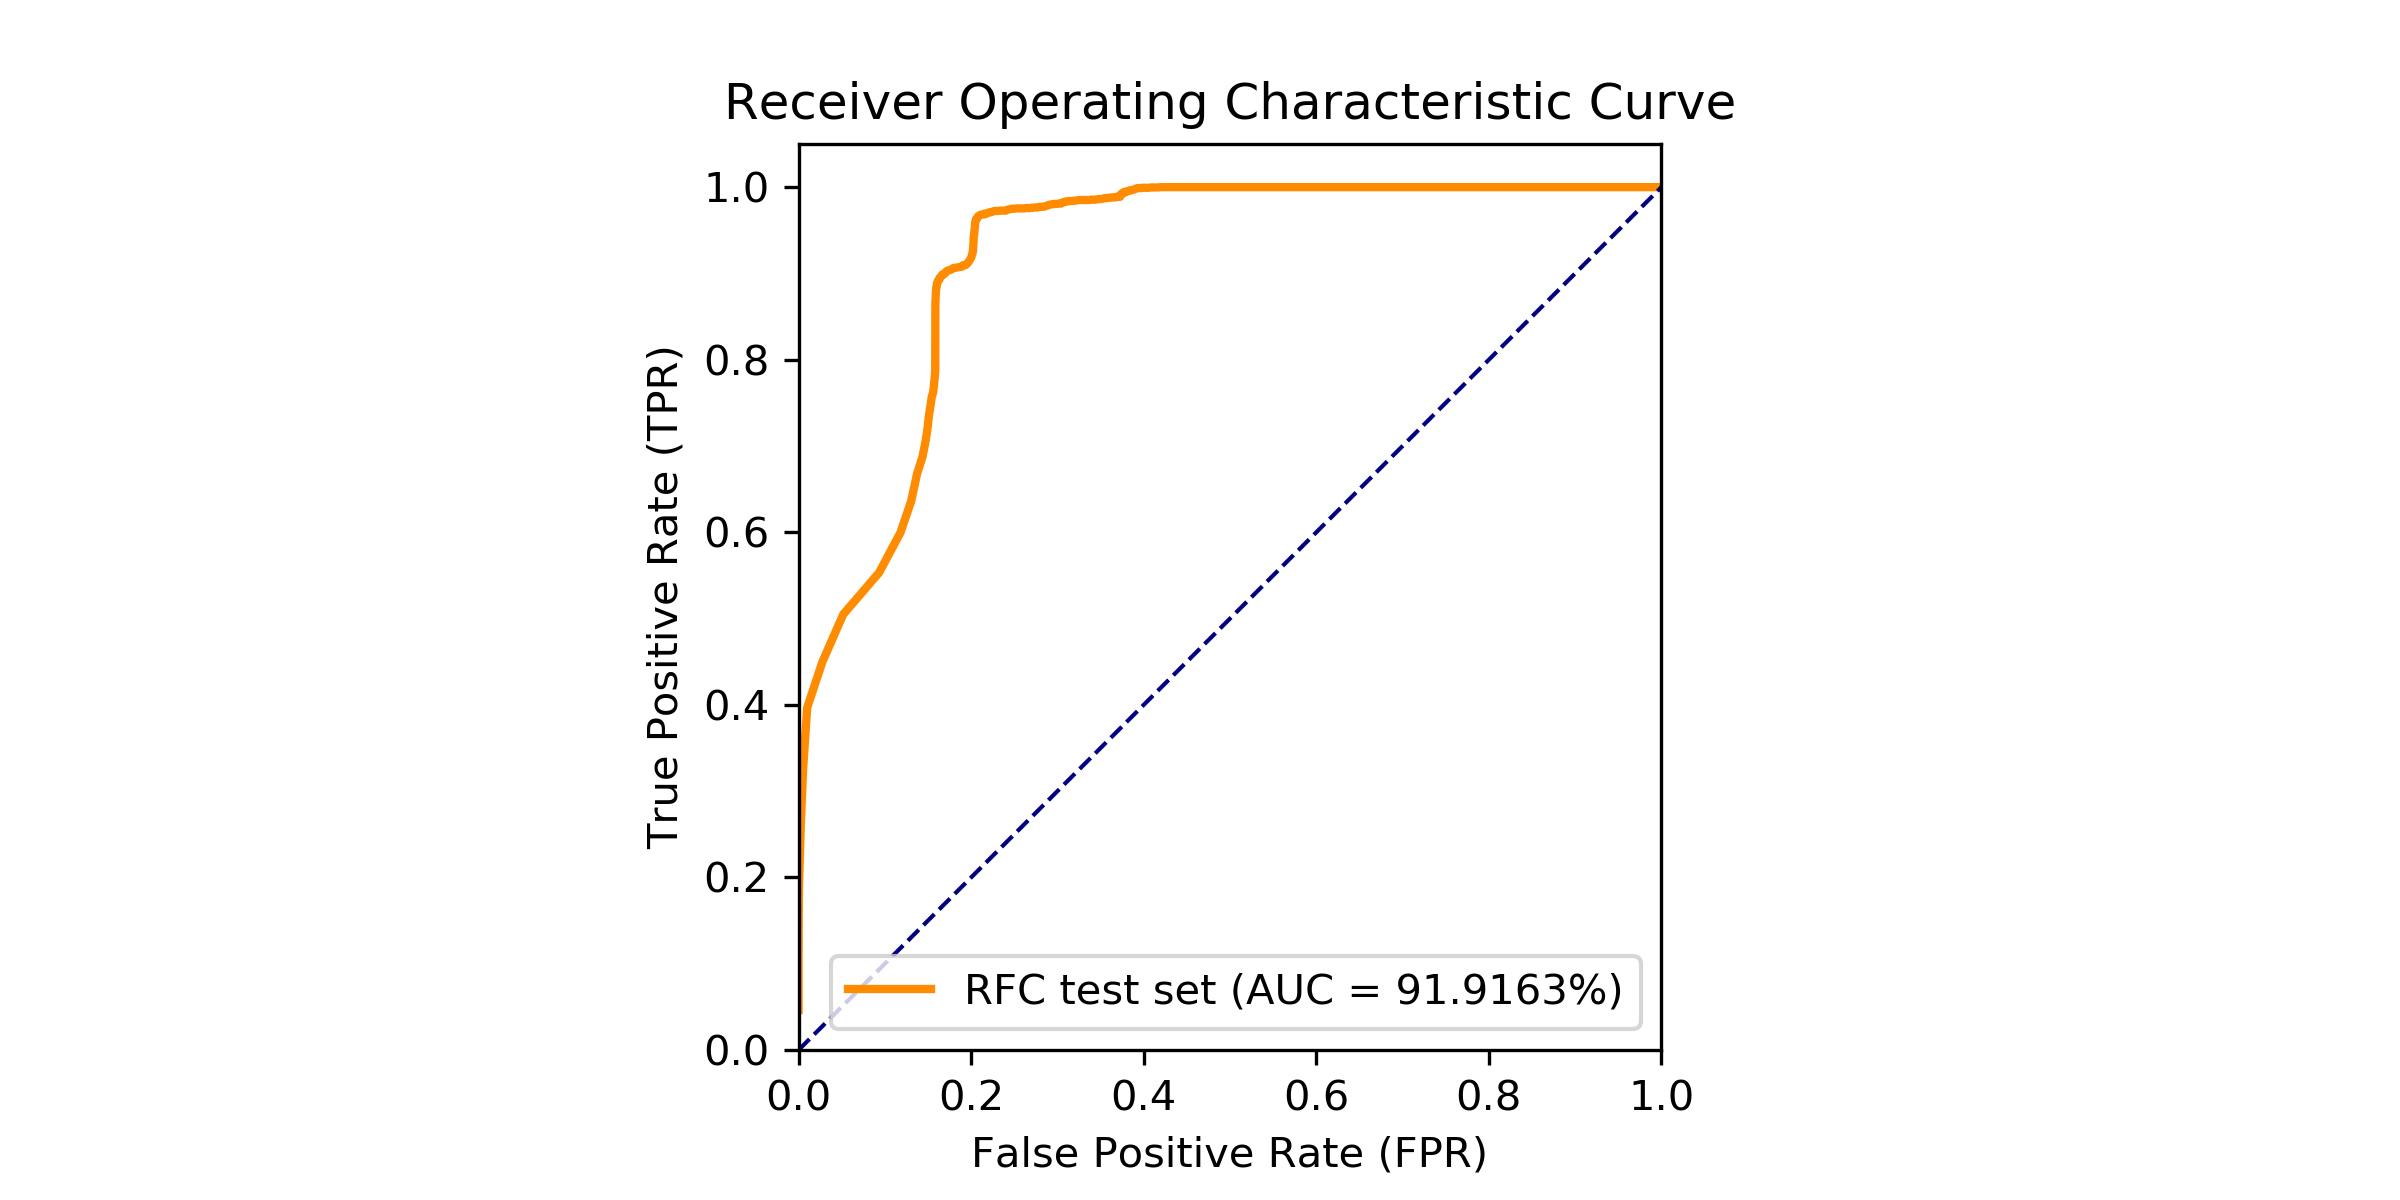 Receiver Operating Characteristic Curve
1.0
0.8
0.6
0.4
0.2
0.0
True Positive Rate (TPR)
RFC test set (AUC = 91.9163%)
0.0 0.2 0.4 0.6 0.8 1.0
False Positive Rate (FPR)